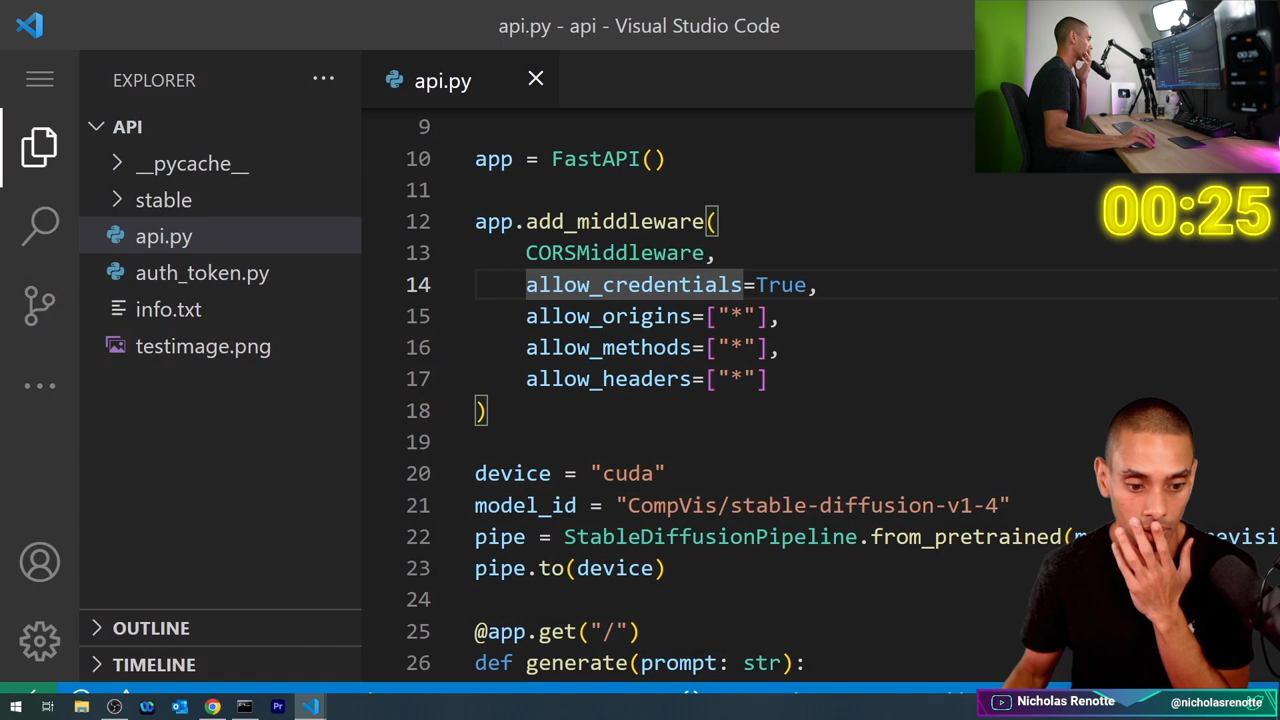 api.py - api - Visual Studio Code
EXPLORER
api.py
API
__pycache__
stable
api.py
auth_token.py
info.txt
testimage.png
OUTLINE
TIMELINE
9
10 app = FastAPI()
11
12 app.add_middleware(
13     CORSMiddleware,
14     allow_credentials=True,
15     allow_origins=["*"],
16     allow_methods=["*"],
17     allow_headers=["*"]
18 )
19
20 device = "cuda"
21 model_id = "CompVis/stable-diffusion-v1-4"
22 pipe = StableDiffusionPipeline.from_pretrained(
23 pipe.to(device)
24
25 @app.get("/")
26 def generate(prompt: str):
00:25
Nicholas Renotte
@nicholasrenotte